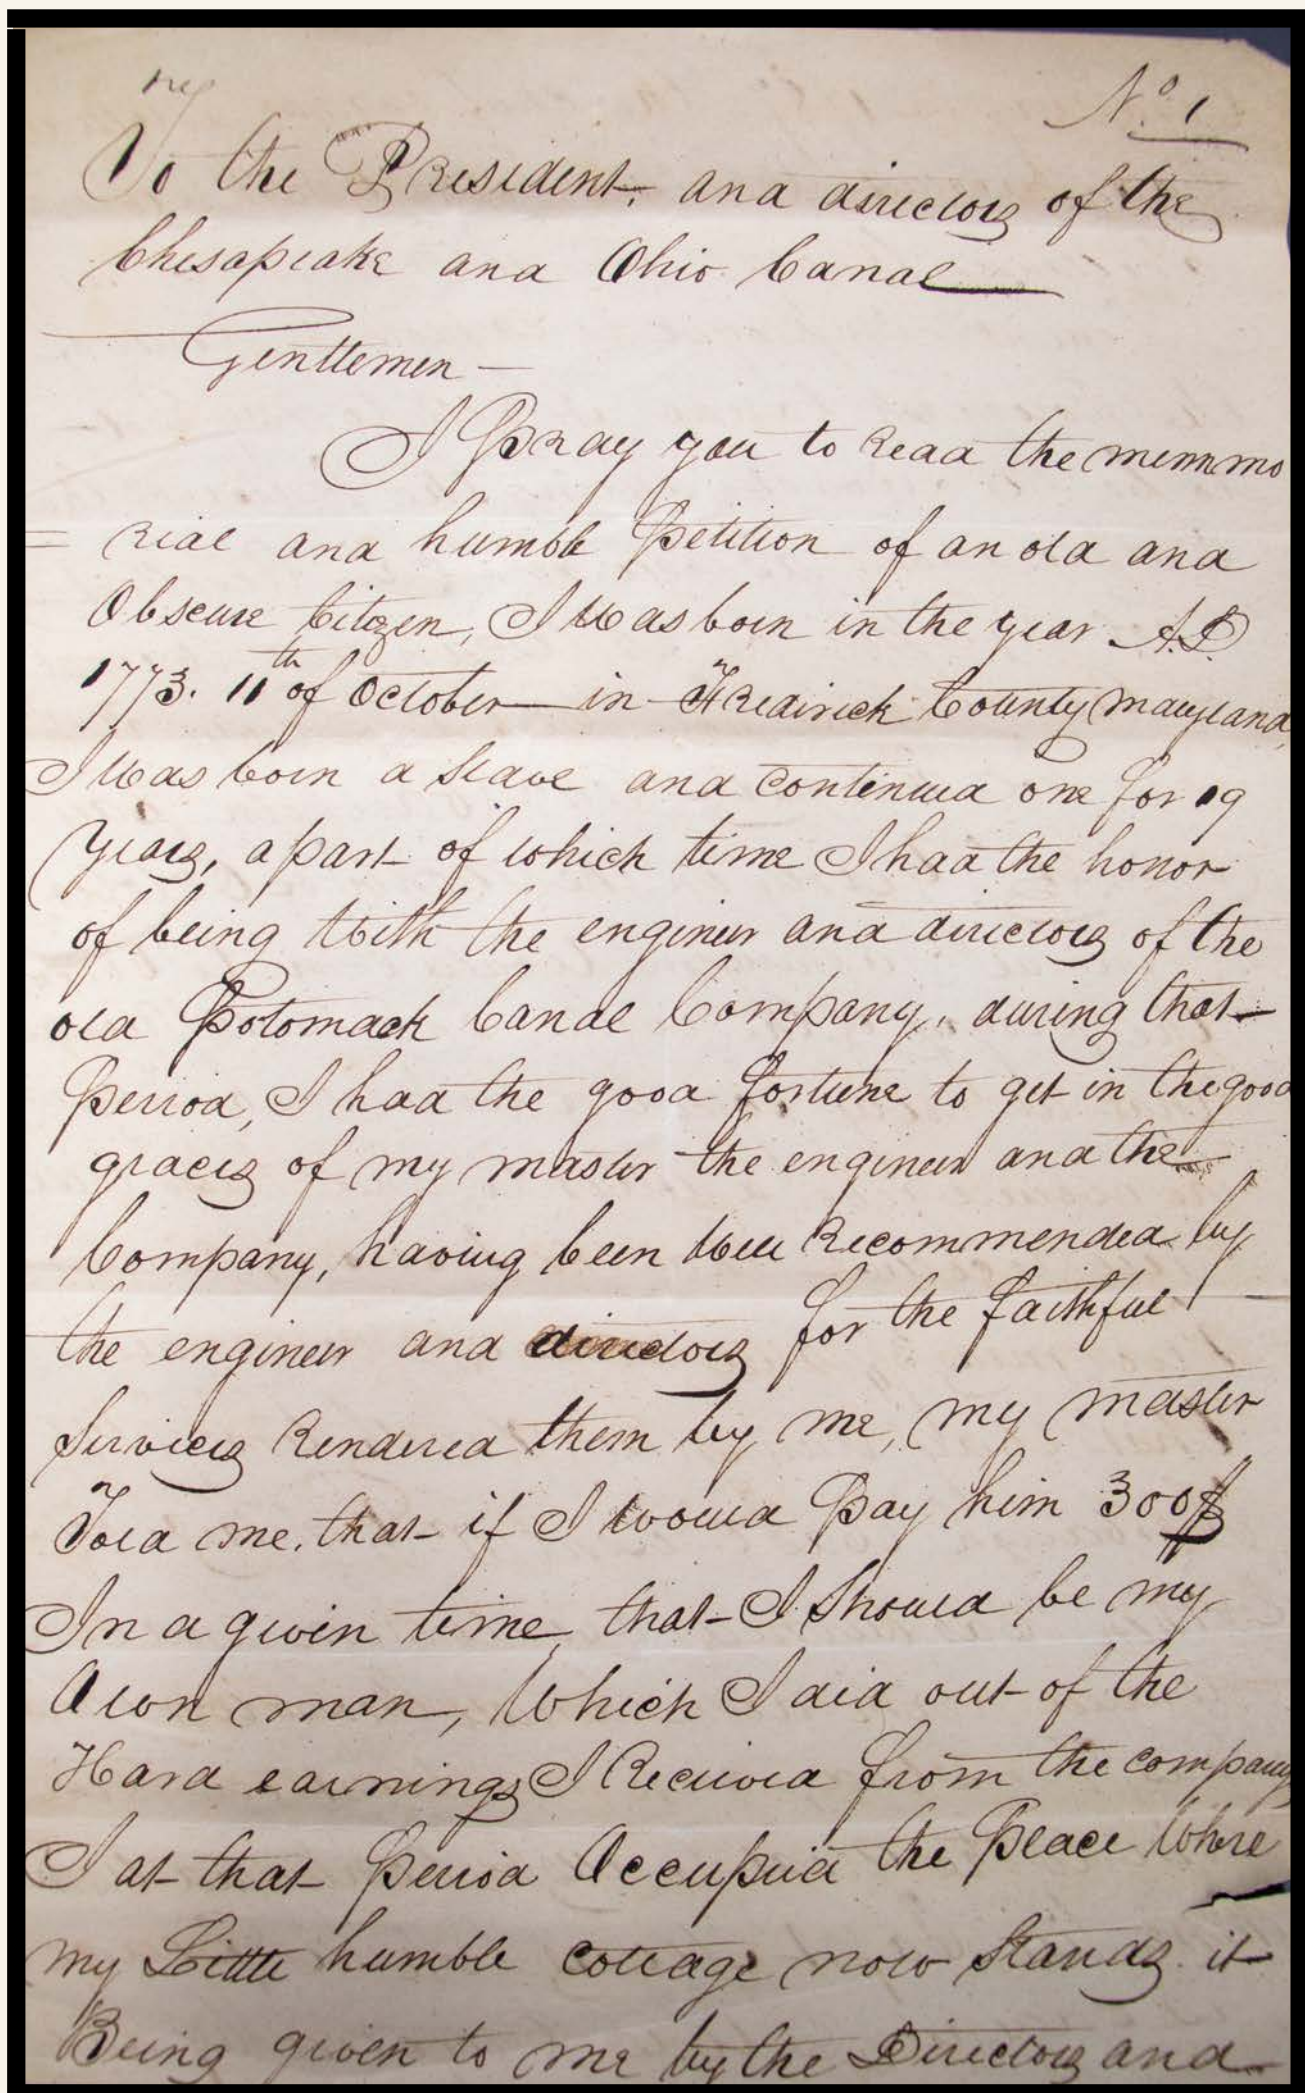 No. 1
To the President, and directors of the
Chesapeake and Ohio Canal
Gentlemen —
I Pray you to Read the memmo
= rial and humble Petition of an old and
Obscure Citizen, I was born in the year A.D.
1773. 11th of October in Fredirick County Maryland,
I was born a slave and continued one for 19
years, a part of which time I had the honor
of being With the engineer and directors of the
old Potomack Canal Company, during that
Period, I had the good fortune to get in the good
graces of my master the engineer and the
Company, having been well Recommended by
the engineer and directors for the faithful
Services Rendered them by me, my master
Told me, that if I would Pay him 300$
In a given time, that I Should be my
Own man, Which I did out of the
Hard earnings I Received from the company
I at that Period Occupied the Place Where
my Little humble cottage now Stands. it
Being given to me by the Directors and